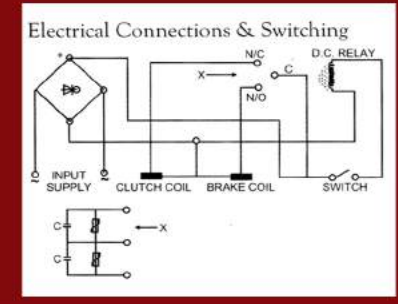 Electrical Connections & Switching
+
N/C
D.C. RELAY
X
C
N/O
-
INPUT
SUPPLY
~
~
CLUTCH COIL
BRAKE COIL
SWITCH
C
X
C